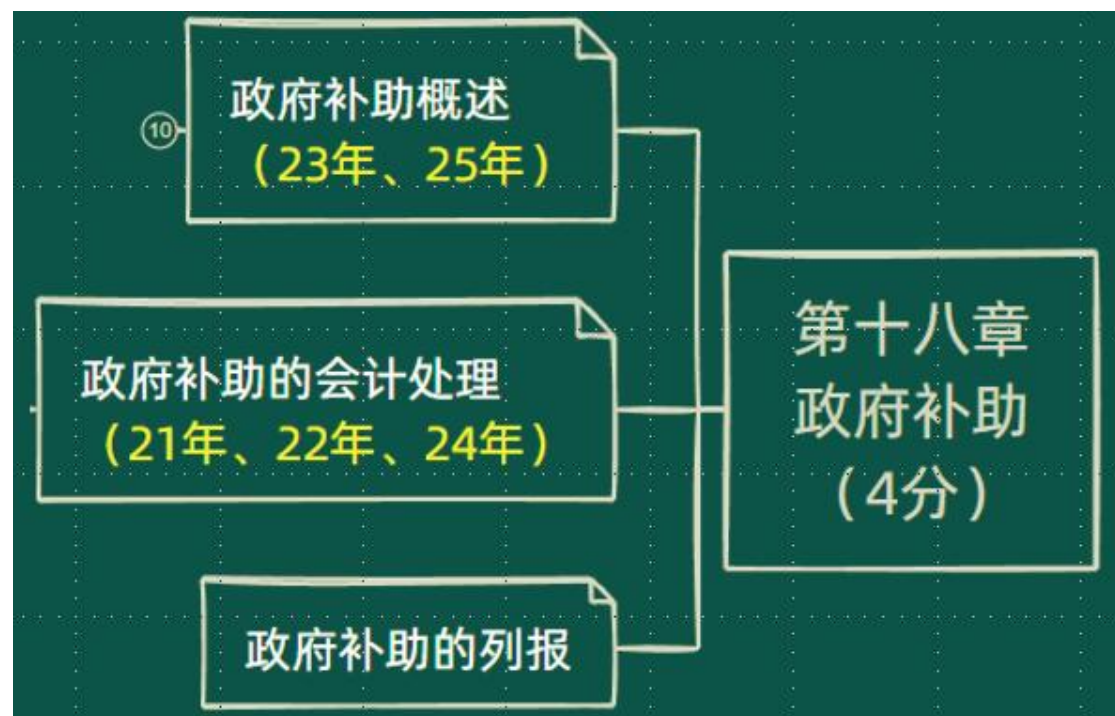 政府补助概述
（23年、25年）
10
政府补助的会计处理
（21年、22年、24年）
政府补助的列报
第十八章
政府补助
（4分）